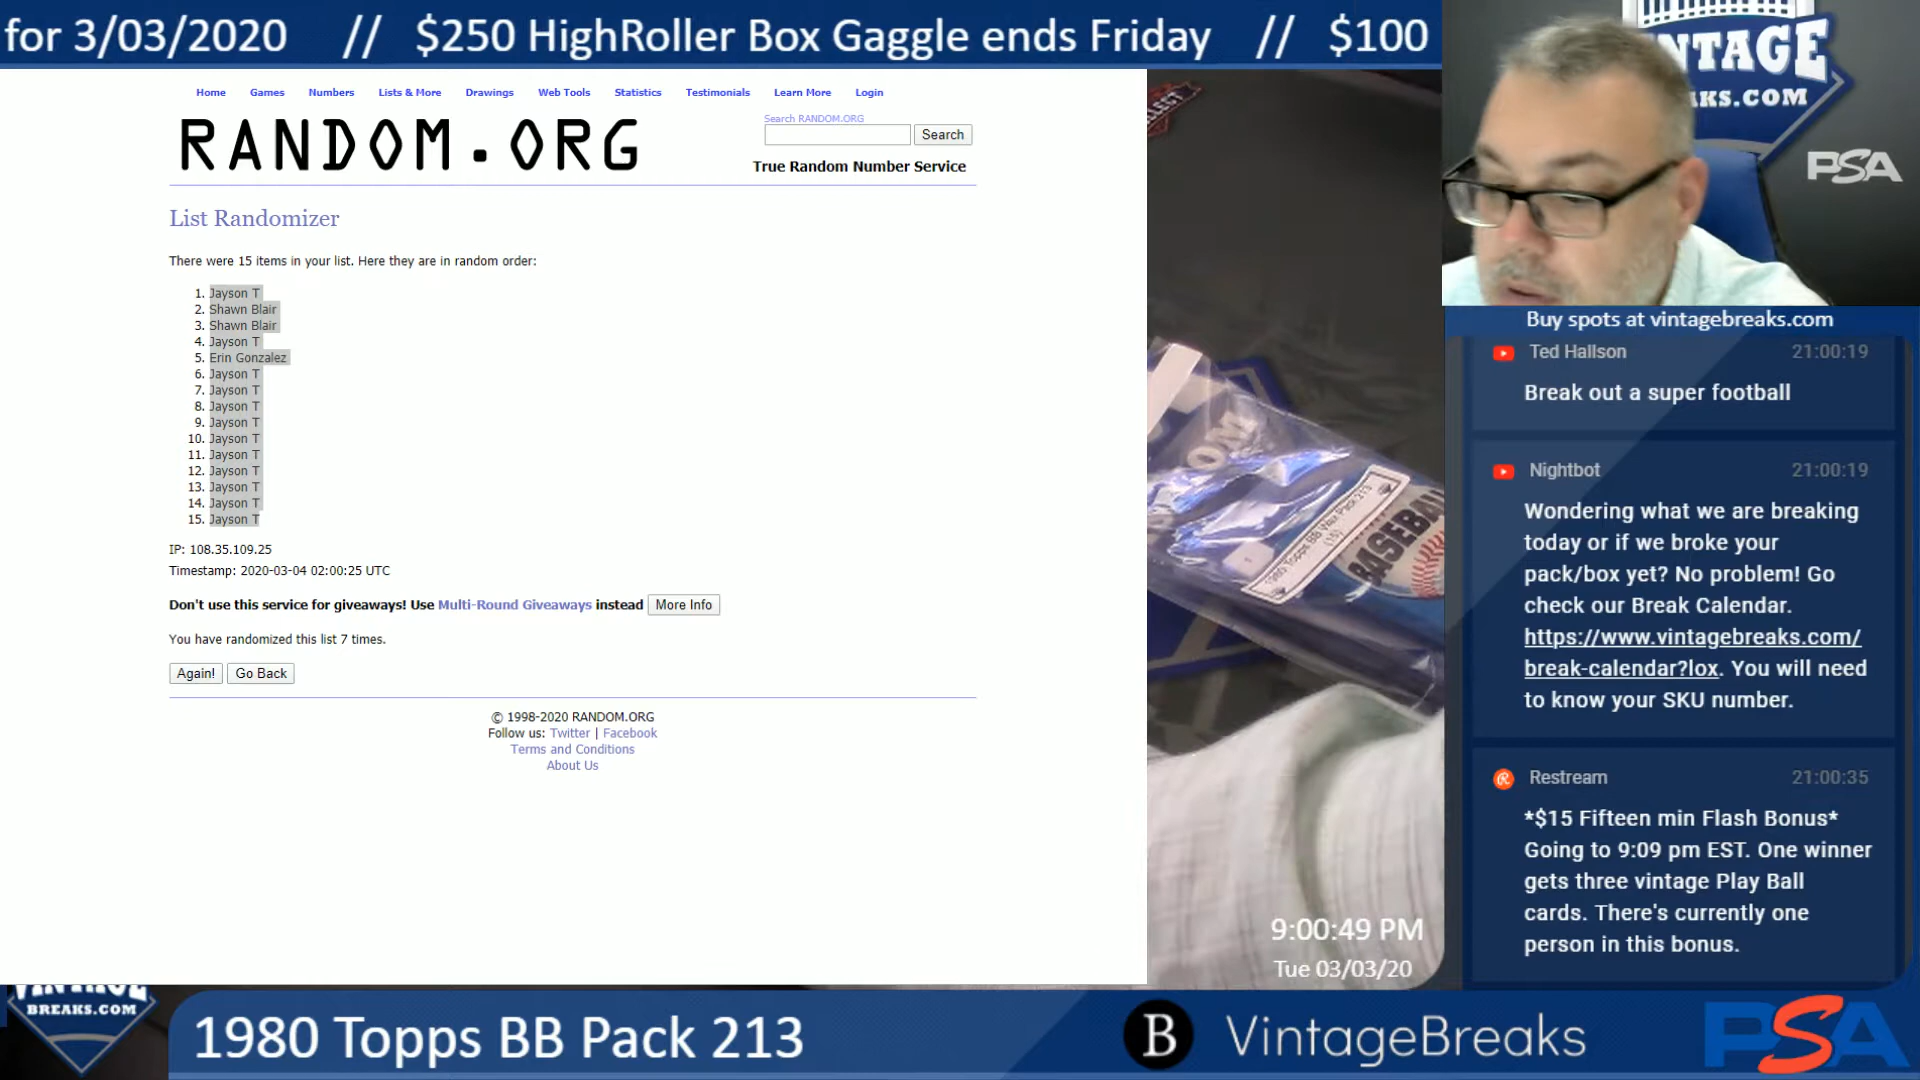 for 3/03/2020 // $250 HighRoller Box Gaggle ends Friday // $100
Home Games Numbers Lists & More Drawings Web Tools Statistics Testimonials Learn More Login
RANDOM.ORG
Search RANDOM.ORG
Search
True Random Number Service
List Randomizer
There were 15 items in your list. Here they are in random order:
1. Jayson T
2. Shawn Blair
3. Shawn Blair
4. Jayson T
5. Erin Gonzalez
6. Jayson T
7. Jayson T
8. Jayson T
9. Jayson T
10. Jayson T
11. Jayson T
12. Jayson T
13. Jayson T
14. Jayson T
15. Jayson T
IP: 108.35.109.25
Timestamp: 2020-03-04 02:00:25 UTC
Don't use this service for giveaways! Use Multi-Round Giveaways instead More Info
You have randomized this list 7 times.
Again! Go Back
© 1998-2020 RANDOM.ORG
Follow us: Twitter | Facebook
Terms and Conditions
About Us
1980 Topps BB Wax Pack 213
(15)
BASEBALL
9:00:49 PM
Tue 03/03/20
VINTAGE
PSA
Buy spots at vintagebreaks.com
Ted Hallson 21:00:19
Break out a super football
Nightbot 21:00:19
Wondering what we are breaking
today or if we broke your
pack/box yet? No problem! Go
check our Break Calendar.
https://www.vintagebreaks.com/
break-calendar?lox. You will need
to know your SKU number.
Restream 21:00:35
*$15 Fifteen min Flash Bonus*
Going to 9:09 pm EST. One winner
gets three vintage Play Ball
cards. There's currently one
person in this bonus.
VINTAGE
BREAKS.COM
1980 Topps BB Pack 213
B VintageBreaks
PSA